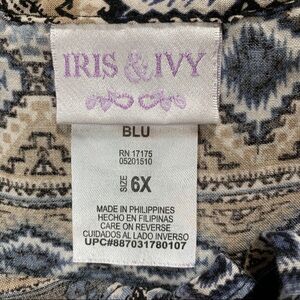 IRIS & IVY
BLU
RN 17175
05201510
SIZE 6X
MADE IN PHILIPPINES
HECHO EN FILIPINAS
CARE ON REVERSE
CUIDADOS AL LADO INVERSO
UPC#887031780107